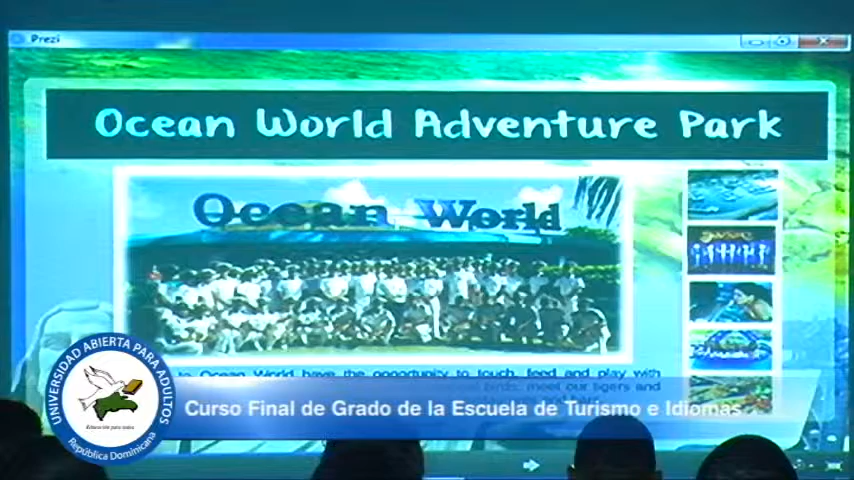 Prezi
Ocean World Adventure Park
Ocean World
to Ocean World have the opportunity to touch, feed and play with
birds, meet our tigers and
Curso Final de Grado de la Escuela de Turismo e Idiomas
UNIVERSIDAD ABIERTA PARA ADULTOS
Educación para todos
República Dominicana